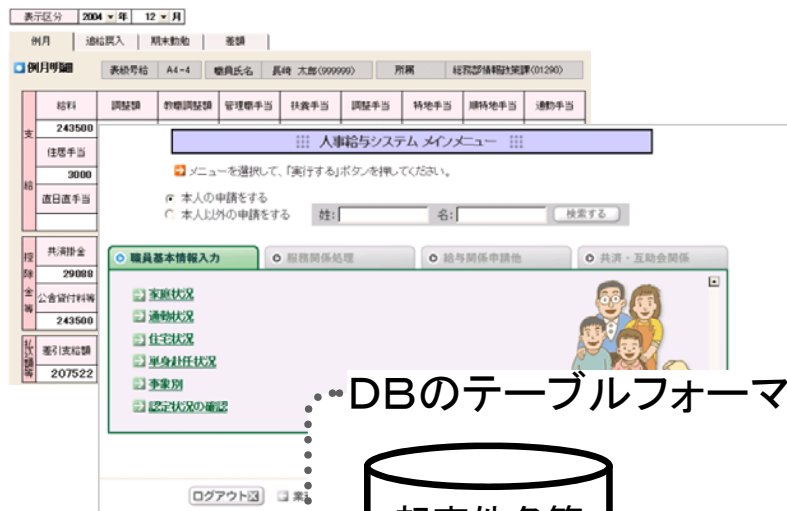 表示区分 2004 年 12 月
例月 追給戻入 期末勤勉 差額
例月明細 表級号給 A4-4 職員氏名 長崎 太郎(999999) 所属 総務部情報政策課(01290)
給料 調整額 教職調整額 管理職手当 扶養手当 調整手当 特地手当 準特地手当 通勤手当
支給
243500
住居手当
3000
直日直手当
人事給与システム メインメニュー
メニューを選択して、「実行する」ボタンを押してください。
本人の申請をする
本人以外の申請をする 姓: 名: 検索する
控除金等
共済掛金
29088
公舎貸付料等
243500
差引支給額
207522
職員基本情報入力 服務関係処理 給与関係申請他 共済・互助会関係
家庭状況
通勤状況
住宅状況
単身赴任状況
事象別
認定状況の確認
DBのテーブルフォーマ
ログアウト